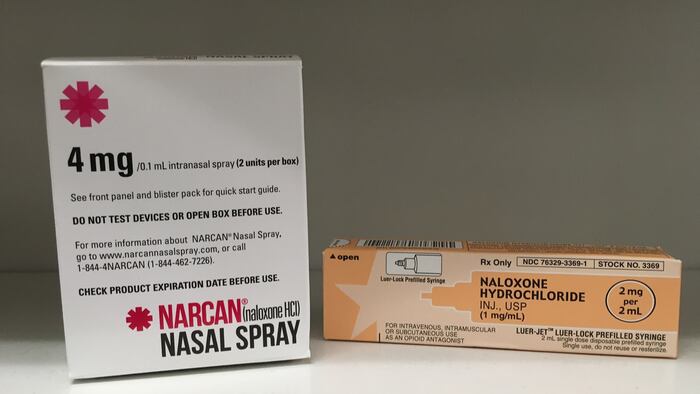 NARCAN NASAL SPRAY
4 mg /0.1 mL intranasal spray (2 units per box)
See front panel and blister pack for quick start guide.
DO NOT TEST DEVICES OR OPEN BOX BEFORE USE.
For more information about NARCAN® Nasal Spray,
go to www.narcannasalspray.com, or call
1-844-4NARCAN (1-844-462-7226).
CHECK PRODUCT EXPIRATION DATE BEFORE USE.
NARCAN® (naloxone HCl)
NASAL SPRAY
▲ open
Rx Only NDC 76329-3369-1 STOCK NO. 3369
Luer-Lock Prefilled Syringe
NALOXONE
HYDROCHLORIDE
INJ., USP
(1 mg/mL)
2 mg
per
2 mL
FOR INTRAVENOUS, INTRAMUSCULAR
OR SUBCUTANEOUS USE
AS AN OPIOID ANTAGONIST
LUER-JET™ LUER-LOCK PREFILLED SYRINGE
2 mL single dose disposable prefilled syringe
Single use, do not reuse or resterilize.